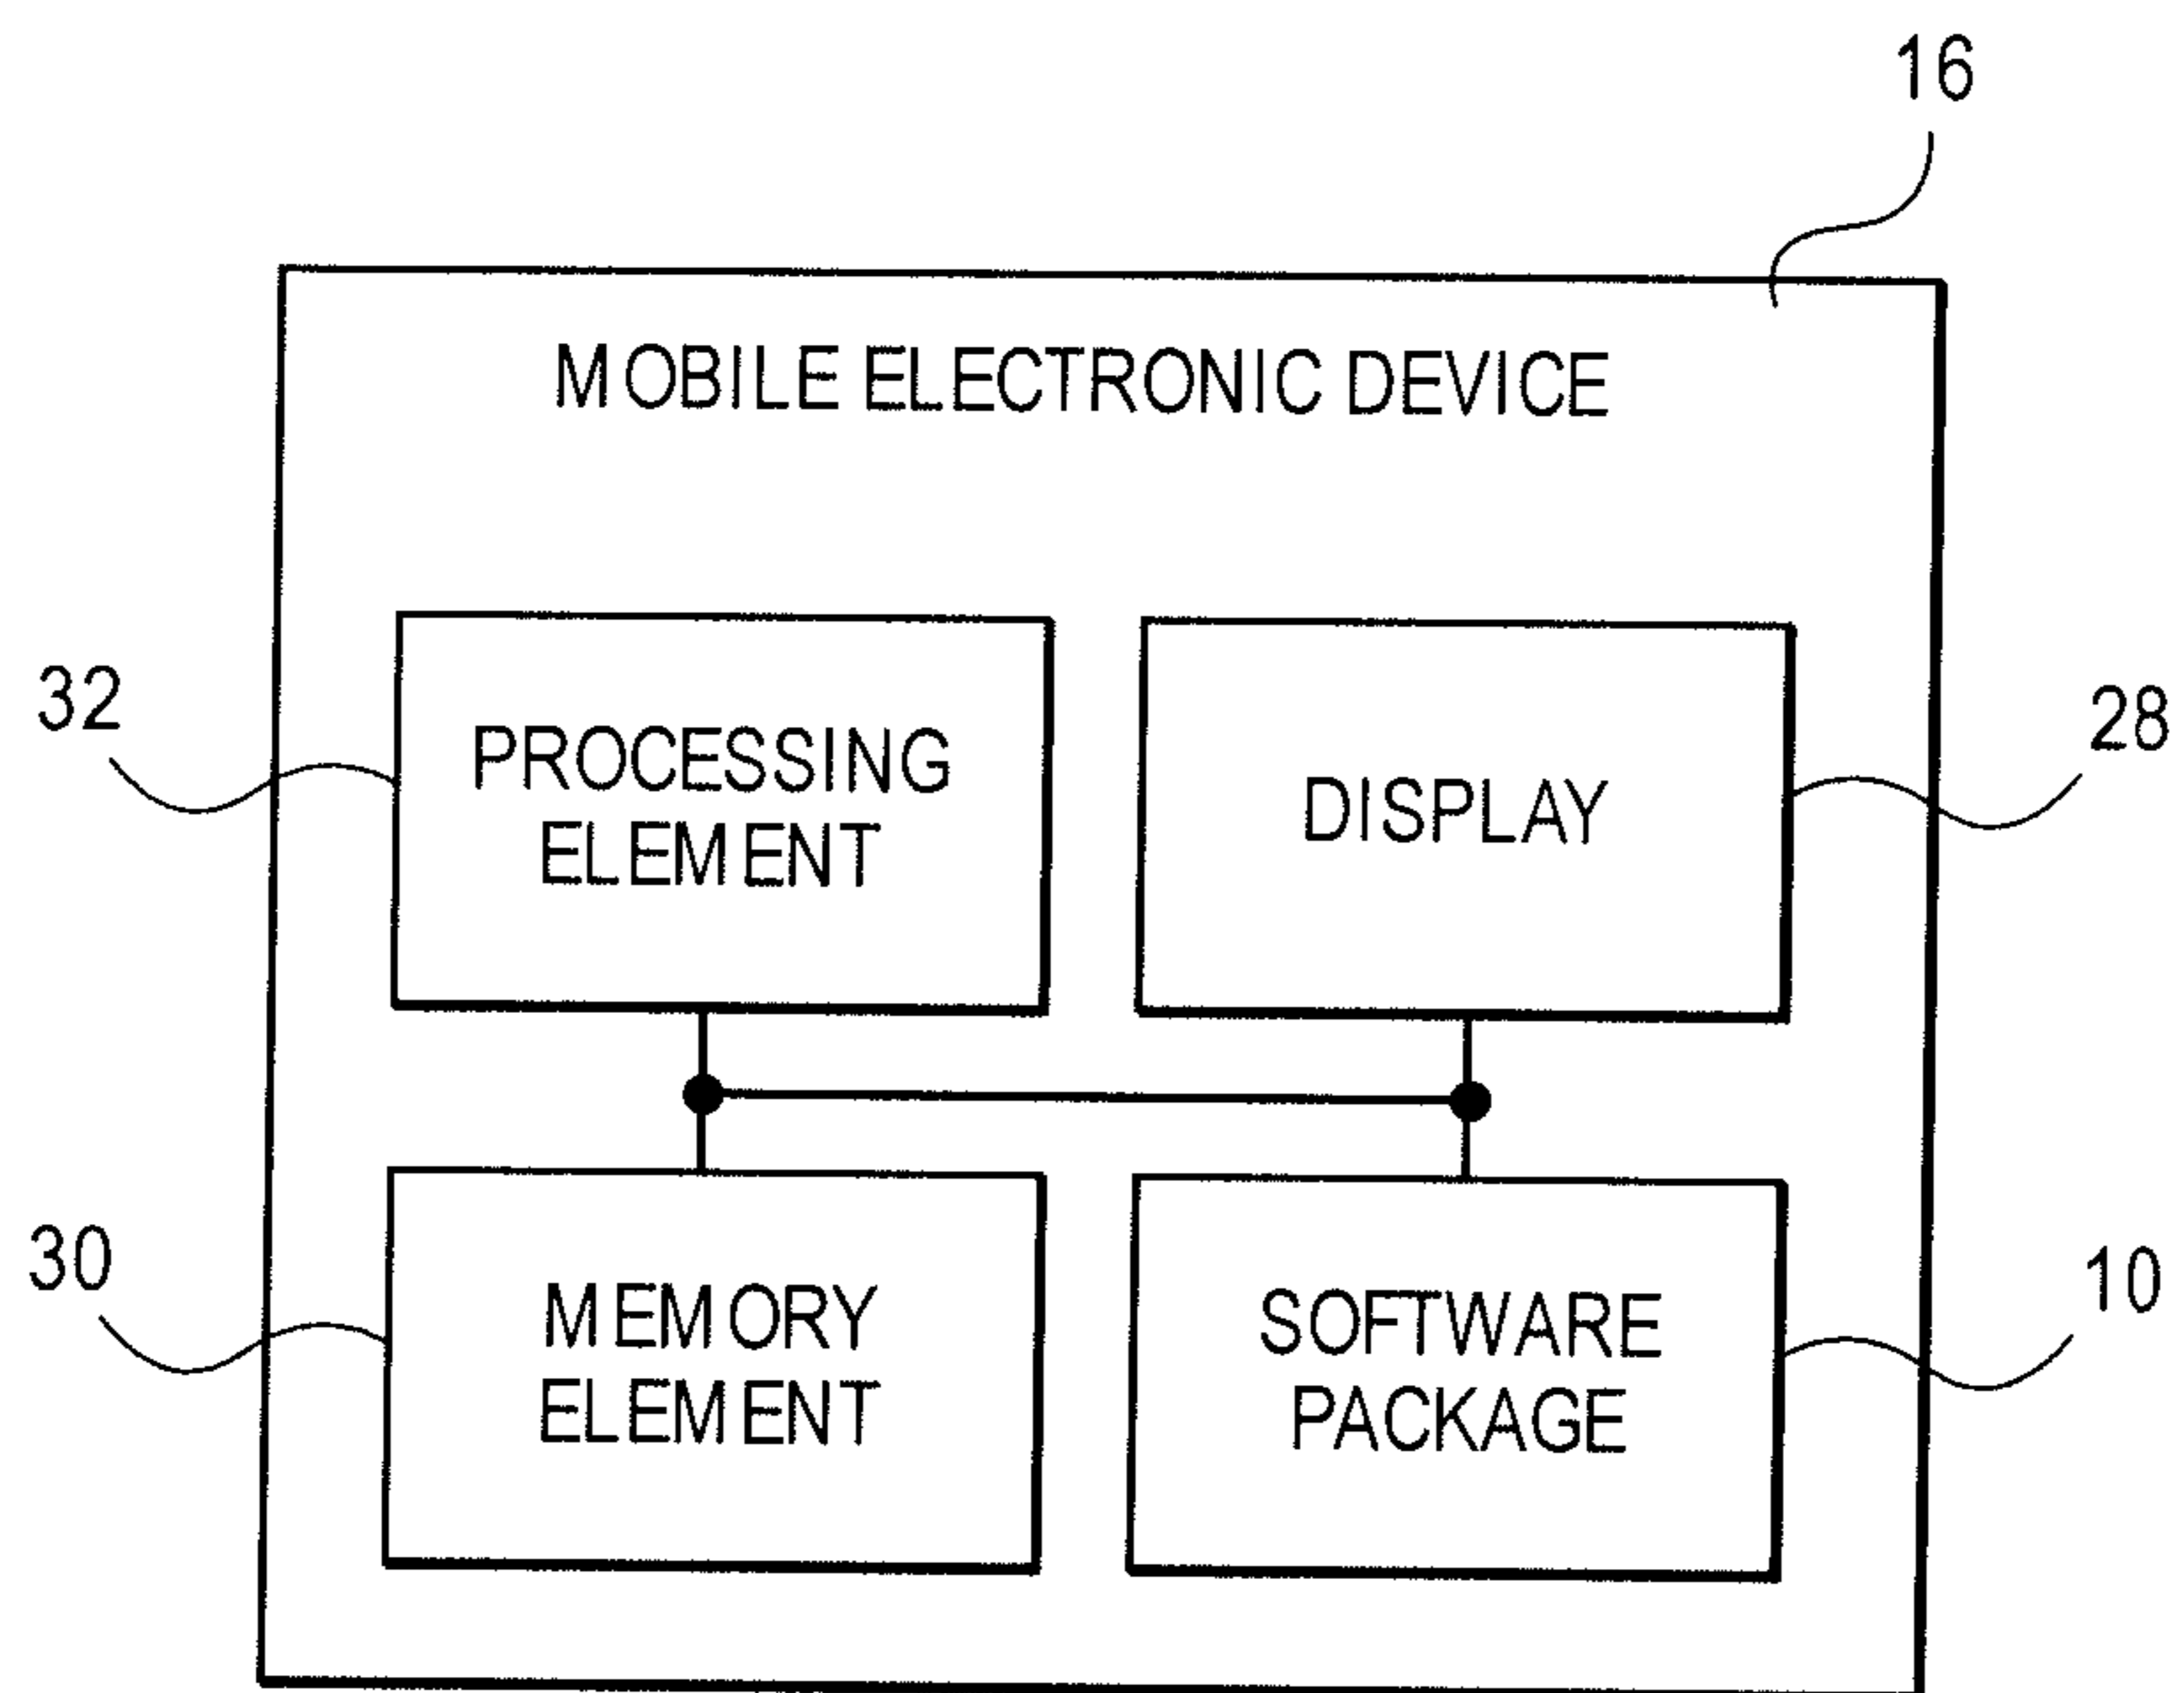 16
MOBILE ELECTRONIC DEVICE
32
PROCESSING
ELEMENT
DISPLAY
28
30
MEMORY
ELEMENT
SOFTWARE
PACKAGE
10